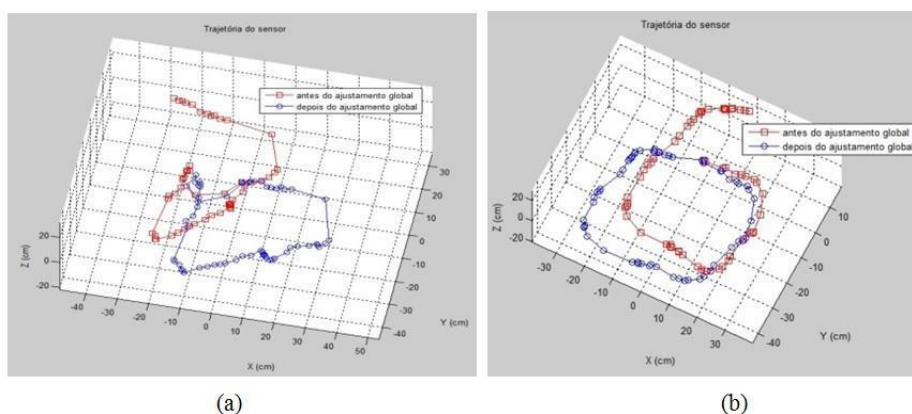 Trajetória do sensor
antes do ajustamento global
depois do ajustamento global
Z (cm)
20
0
-20
-40
-30
-20
-10
0
10
20
30
40
50
X (cm)
30
20
10
0
-10
-20
-30
-40
Y (cm)
(a)
Trajetória do sensor
antes do ajustamento global
depois do ajustamento global
Z (cm)
20
0
-20
-30
-20
-10
0
10
20
30
X (cm)
10
0
-10
-20
-30
-40
Y (cm)
(b)